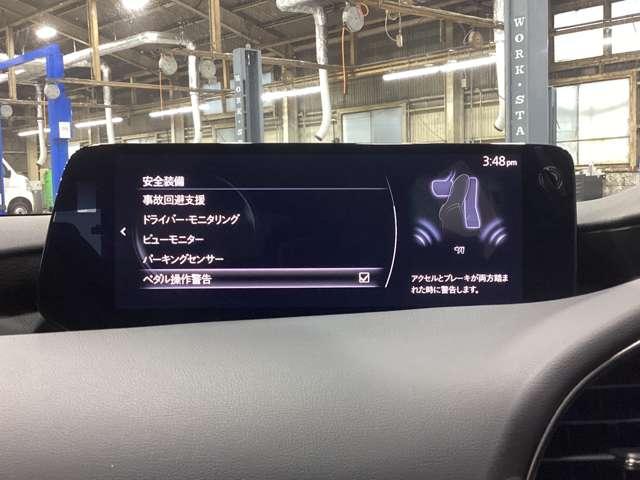 3:48 pm
安全装備
事故回避支援
ドライバー・モニタリング
ビューモニター
パーキングセンサー
ペダル操作警告
アクセルとブレーキが両方踏ま
れた時に警告します。
WORK・STA
WORK・S